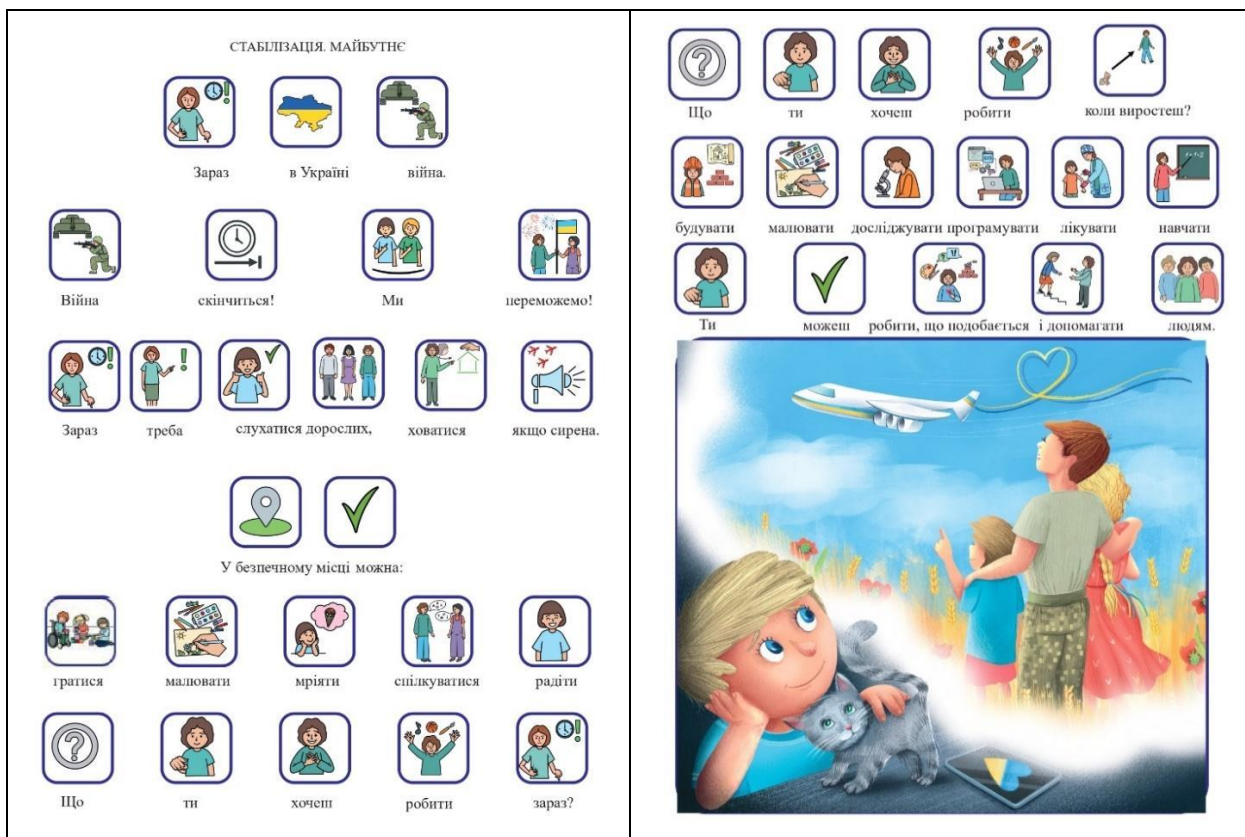 СТАБІЛІЗАЦІЯ. МАЙБУТНЄ
Зараз в Україні війна.
Війна скінчиться! Ми переможемо!
Зараз треба слухатися дорослих, ховатися якщо сирена.
У безпечному місці можна:
гратися малювати мріяти спілкуватися радіти
Що ти хочеш робити зараз?
Що ти хочеш робити коли виростеш?
будувати малювати досліджувати програмувати лікувати навчати
Ти можеш робити, що подобається і допомагати людям.